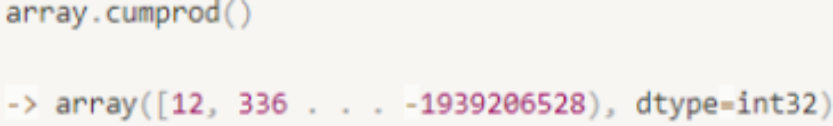 array.cumprod()
-> array([12, 336 . . . -1939206528), dtype=int32)